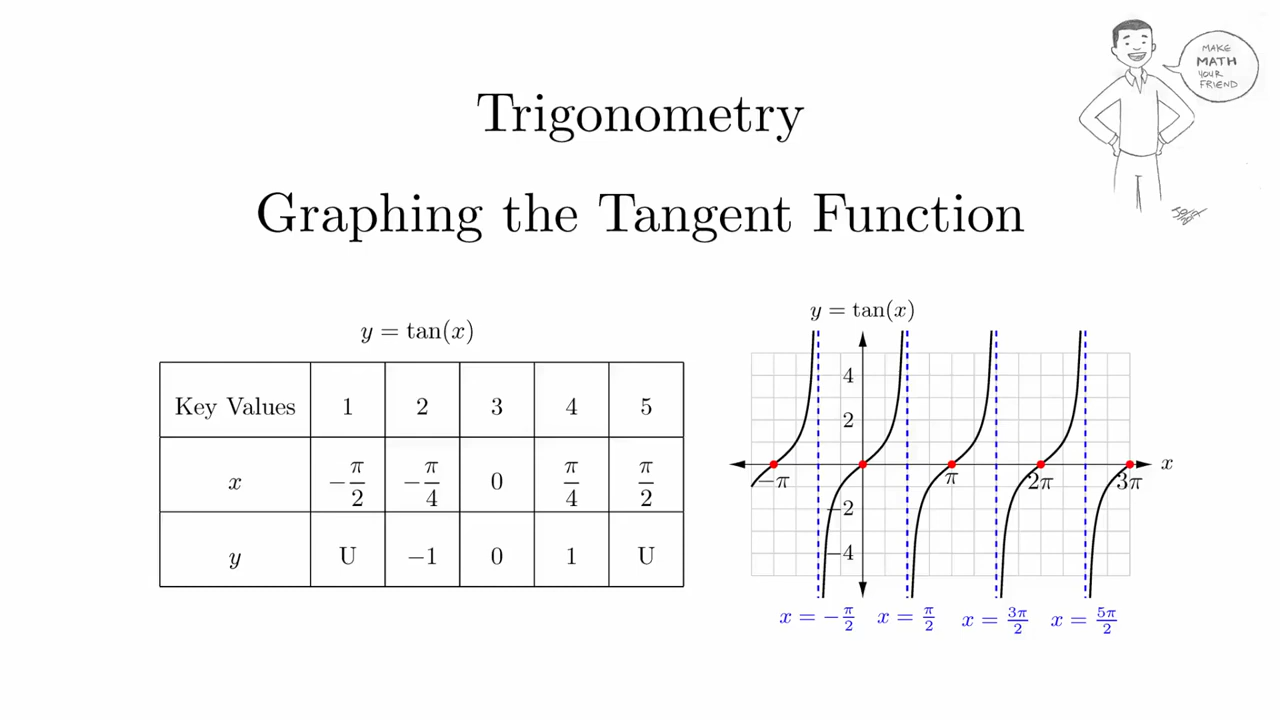 MAKE
MATH
YOUR
FRIEND
Trigonometry
Graphing the Tangent Function
y = tan(x)
Key Values 1 2 3 4 5
x −π/2 −π/4 0 π/4 π/2
y U −1 0 1 U
y = tan(x)
4
2
−π π 2π 3π x
−2
−4
x = −π/2 x = π/2 x = 3π/2 x = 5π/2